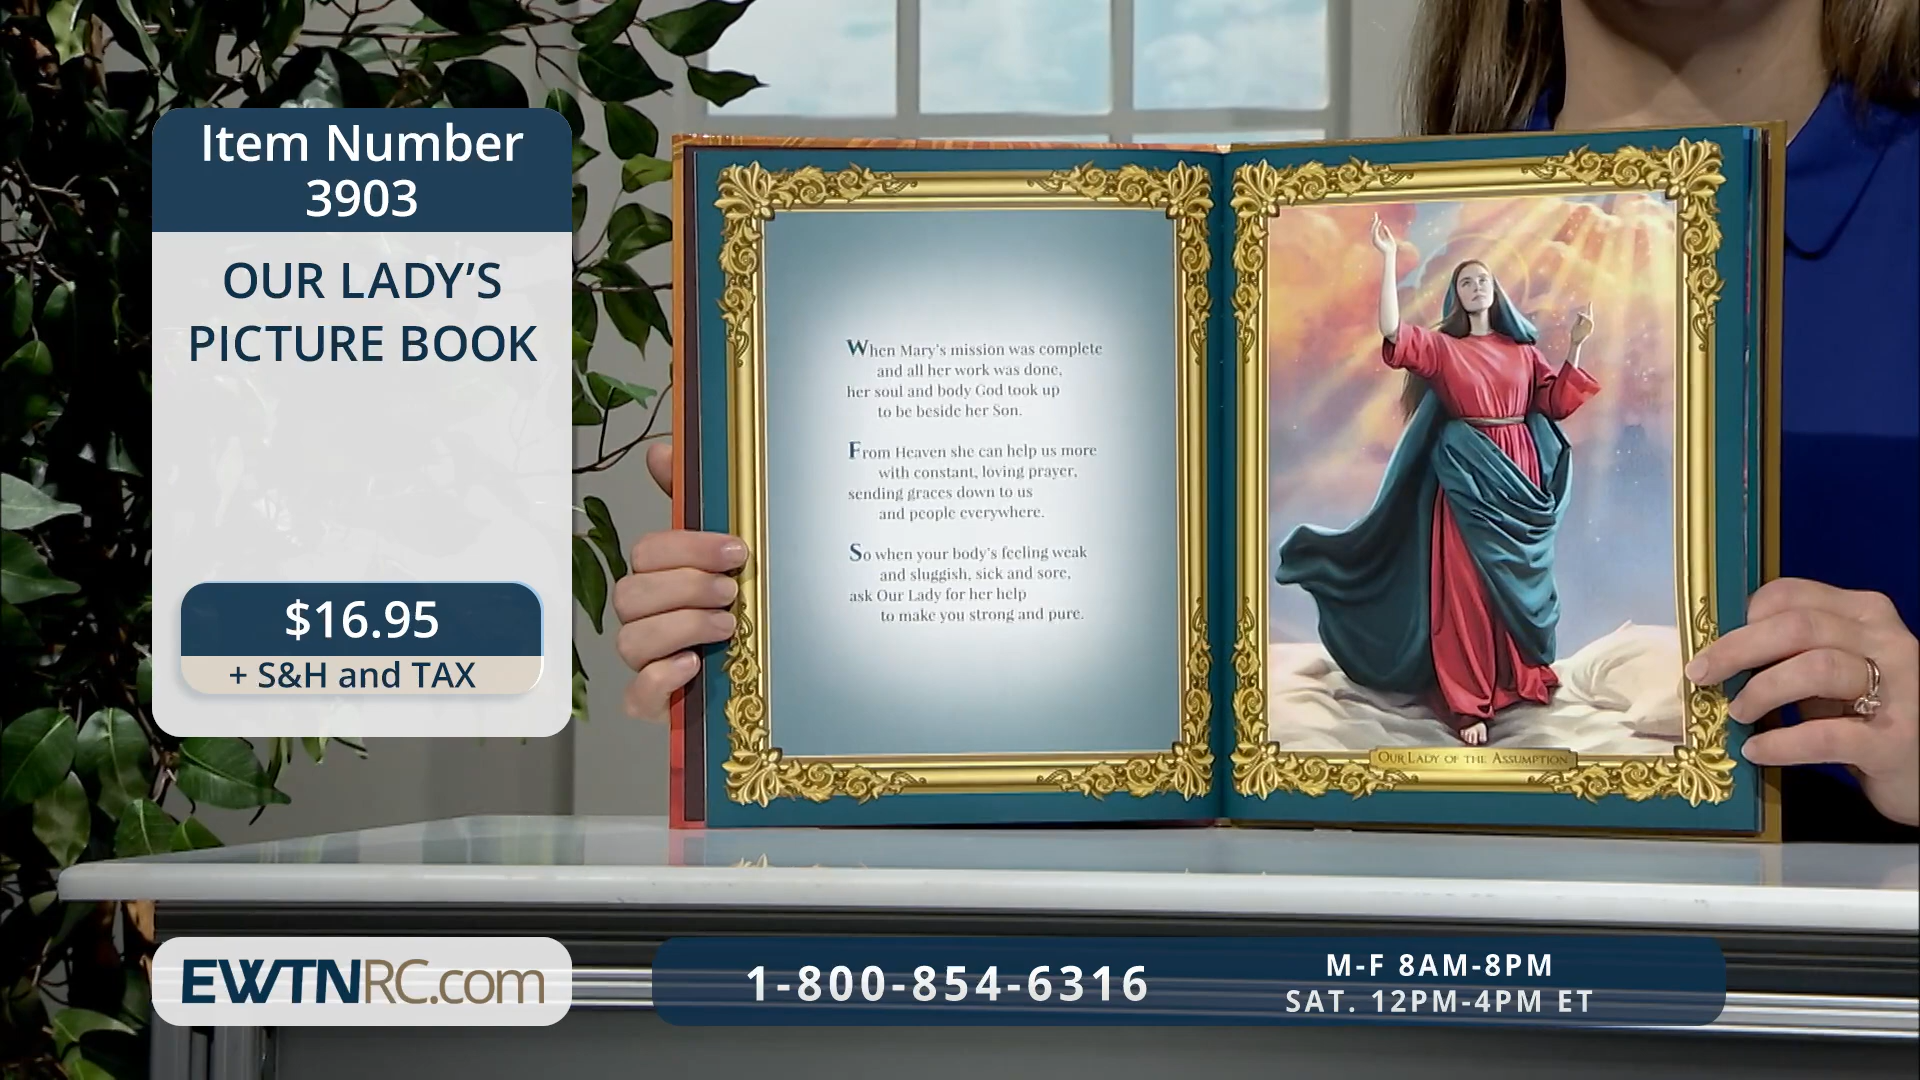 Item Number
3903
OUR LADY’S
PICTURE BOOK
$16.95
+ S&H and TAX
When Mary's mission was complete
and all her work was done,
her soul and body God took up
to be beside her Son.
From Heaven she can help us more
with constant, loving prayer,
sending graces down to us
and people everywhere.
So when your body's feeling weak
and sluggish, sick and sore,
ask Our Lady for her help
to make you strong and pure.
OUR LADY OF THE ASSUMPTION
EWTNRC.com
1-800-854-6316
M-F 8AM-8PM
SAT. 12PM-4PM ET